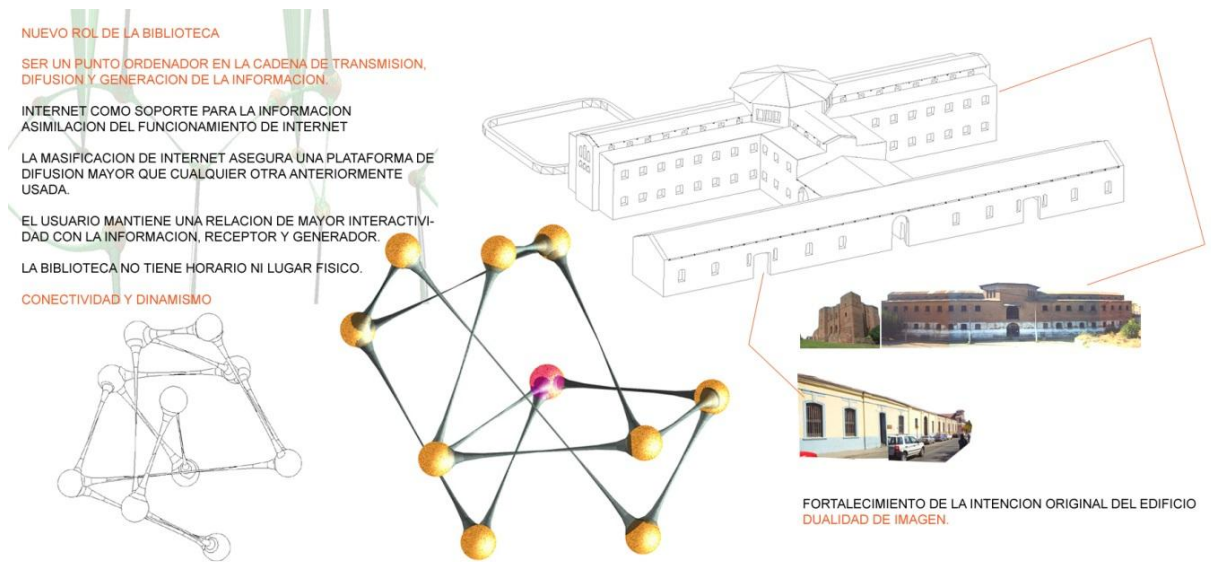 NUEVO ROL DE LA BIBLIOTECA
SER UN PUNTO ORDENADOR EN LA CADENA DE TRANSMISION,
DIFUSION Y GENERACION DE LA INFORMACION.
INTERNET COMO SOPORTE PARA LA INFORMACION
ASIMILACION DEL FUNCIONAMIENTO DE INTERNET
LA MASIFICACION DE INTERNET ASEGURA UNA PLATAFORMA DE
DIFUSION MAYOR QUE CUALQUIER OTRA ANTERIORMENTE
USADA.
EL USUARIO MANTIENE UNA RELACION DE MAYOR INTERACTIVI-
DAD CON LA INFORMACION, RECEPTOR Y GENERADOR.
LA BIBLIOTECA NO TIENE HORARIO NI LUGAR FISICO.
CONECTIVIDAD Y DINAMISMO
FORTALECIMIENTO DE LA INTENCION ORIGINAL DEL EDIFICIO
DUALIDAD DE IMAGEN.